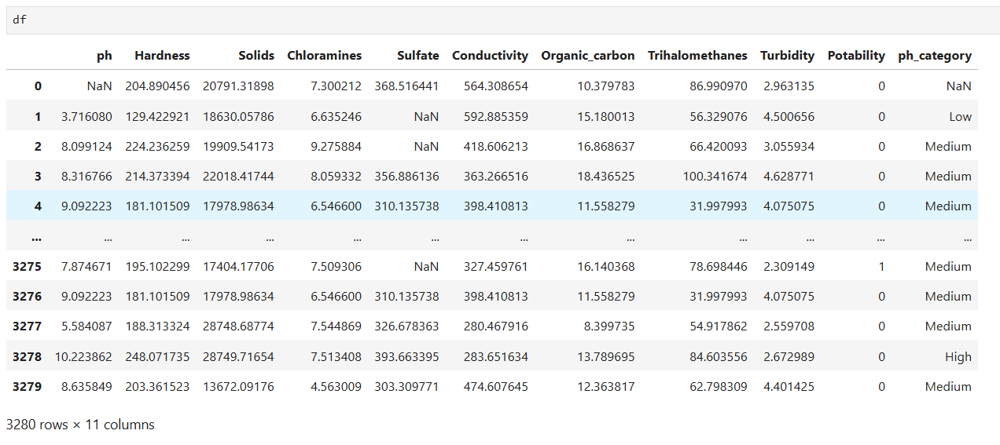 df
ph Hardness Solids Chloramines Sulfate Conductivity Organic_carbon Trihalomethanes Turbidity Potability ph_category
0 NaN 204.890456 20791.31898 7.300212 368.516441 564.308654 10.379783 86.990970 2.963135 0 NaN
1 3.716080 129.422921 18630.05786 6.635246 NaN 592.885359 15.180013 56.329076 4.500656 0 Low
2 8.099124 224.236259 19909.54173 9.275884 NaN 418.606213 16.868637 66.420093 3.055934 0 Medium
3 8.316766 214.373394 22018.41744 8.059332 356.886136 363.266516 18.436525 100.341674 4.628771 0 Medium
4 9.092223 181.101509 17978.98634 6.546600 310.135738 398.410813 11.558279 31.997993 4.075075 0 Medium
... ... ... ... ... ... ... ... ... ... ... ...
3275 7.874671 195.102299 17404.17706 7.509306 NaN 327.459761 16.140368 78.698446 2.309149 1 Medium
3276 9.092223 181.101509 17978.98634 6.546600 310.135738 398.410813 11.558279 31.997993 4.075075 0 Medium
3277 5.584087 188.313324 28748.68774 7.544869 326.678363 280.467916 8.399735 54.917862 2.559708 0 Medium
3278 10.223862 248.071735 28749.71654 7.513408 393.663395 283.651634 13.789695 84.603556 2.672989 0 High
3279 8.635849 203.361523 13672.09176 4.563009 303.309771 474.607645 12.363817 62.798309 4.401425 0 Medium
3280 rows × 11 columns